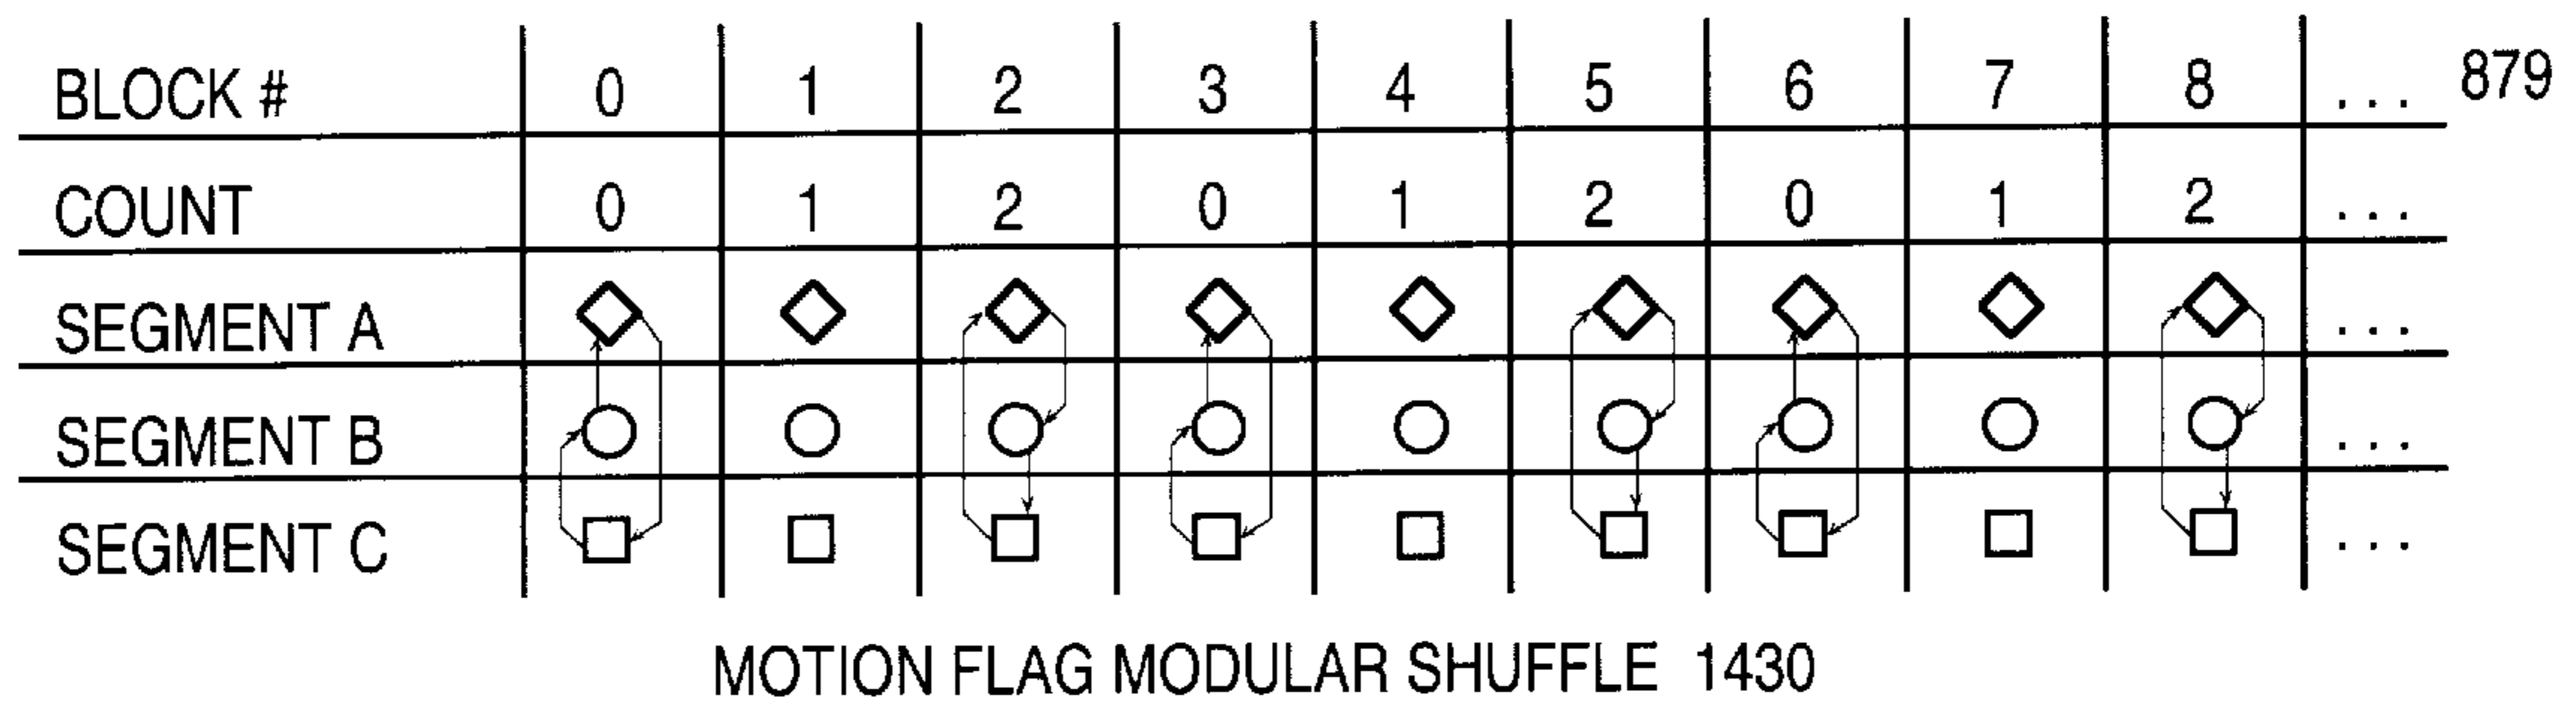 BLOCK # 0 1 2 3 4 5 6 7 8 ... 879
COUNT 0 1 2 0 1 2 0 1 2 ...
SEGMENT A ...
SEGMENT B ...
SEGMENT C ...
MOTION FLAG MODULAR SHUFFLE 1430